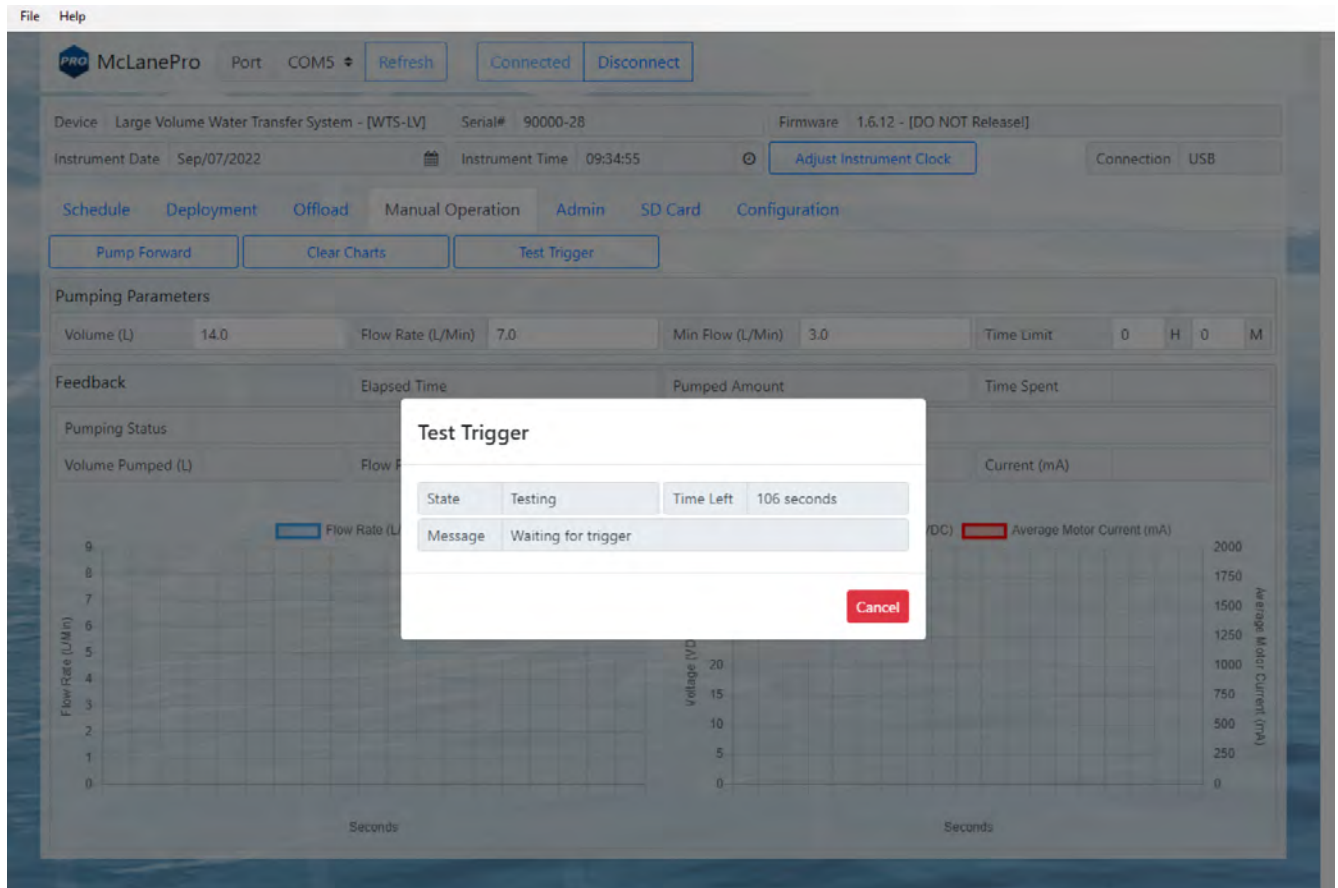 File Help
PRO McLanePro Port COM5 Refresh Connected Disconnect
Device Large Volume Water Transfer System - [WTS-LV] Serial# 90000-28 Firmware 1.6.12 - [DO NOT Release!]
Instrument Date Sep/07/2022 Instrument Time 09:34:55 Adjust Instrument Clock Connection USB
Schedule Deployment Offload Manual Operation Admin SD Card Configuration
Pump Forward Clear Charts Test Trigger
Pumping Parameters
Volume (L) 14.0 Flow Rate (L/Min) 7.0 Min Flow (L/Min) 3.0 Time Limit 0 H 0 M
Feedback Elapsed Time Pumped Amount Time Spent
Pumping Status
Volume Pumped (L) Flow Current (mA)
Test Trigger
State Testing Time Left 106 seconds
Message Waiting for trigger
Cancel
Flow Rate (L/ /DC) Average Motor Current (mA)
9
8
7
6
5
4
3
2
1
0
Flow Rate (L/Min)
Seconds
20
15
10
5
0
Voltage (VD
2000
1750
1500
1250
1000
750
500
250
0
Average Motor Current (mA)
Seconds